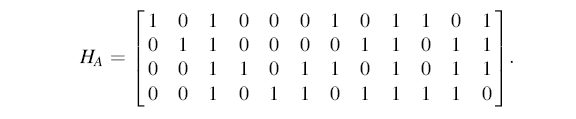 H_A = [1 0 1 0 0 0 1 0 1 1 0 1
0 1 1 0 0 0 0 1 1 0 1 1
0 0 1 1 0 1 1 0 1 0 1 1
0 0 1 0 1 1 0 1 1 1 1 0].